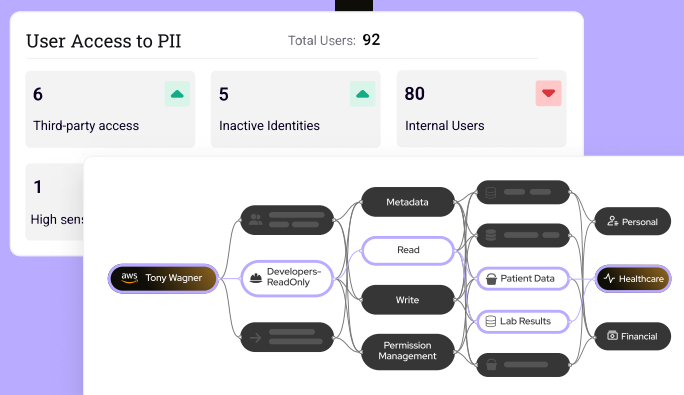 User Access to PII
Total Users: 92
6
Third-party access
5
Inactive Identities
80
Internal Users
1
High sens
aws Tony Wagner
Developers-
ReadOnly
Metadata
Read
Write
Permission
Management
Patient Data
Lab Results
Personal
Healthcare
Financial